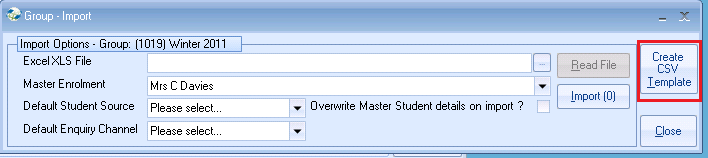 Group - Import
Import Options - Group: (1019) Winter 2011
Excel XLS File
...
Read File
Master Enrolment
Mrs C Davies
Import (0)
Default Student Source
Please select...
Overwrite Master Student details on import ?
Default Enquiry Channel
Please select...
Create
CSV
Template
Close